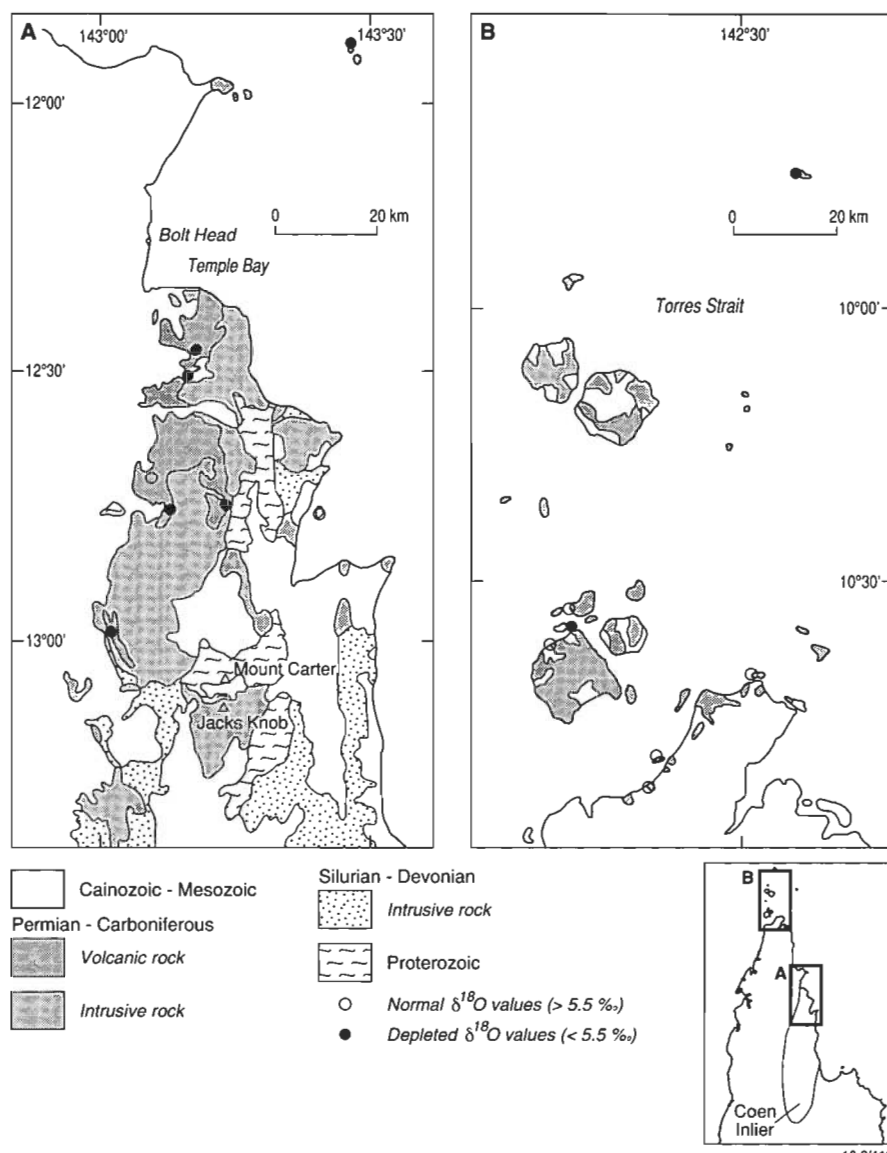 A
143°00'
143°30'
12°00'
0 20 km
Bolt Head
Temple Bay
12°30'
13°00'
Mount Carter
Jacks Knob
B
142°30'
0 20 km
Torres Strait
10°00'
10°30'
Cainozoic - Mesozoic
Permian - Carboniferous
Volcanic rock
Intrusive rock
Silurian - Devonian
Intrusive rock
Proterozoic
Normal δ¹⁸O values (> 5.5 ‰)
Depleted δ¹⁸O values (< 5.5 ‰)
B
A
Coen
Inlier